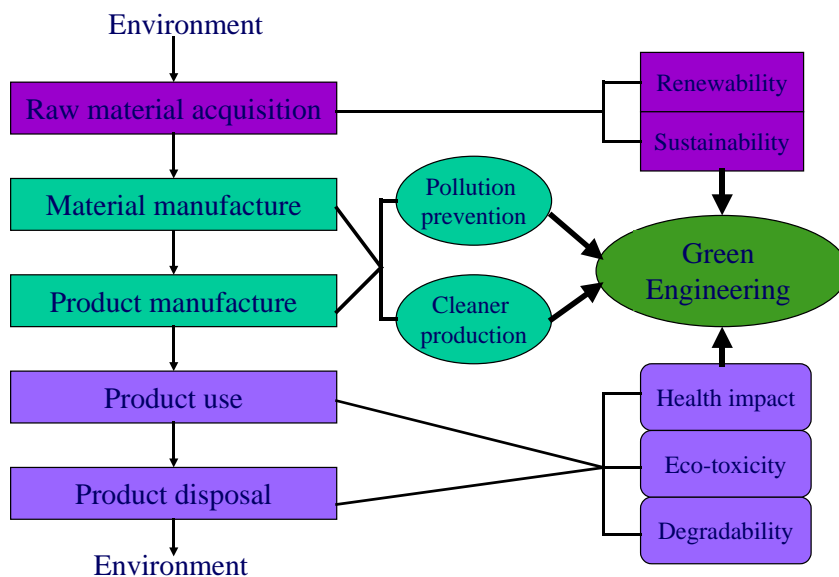 Environment
Raw material acquisition
Material manufacture
Product manufacture
Product use
Product disposal
Environment
Pollution
prevention
Cleaner
production
Renewability
Sustainability
Green
Engineering
Health impact
Eco-toxicity
Degradability